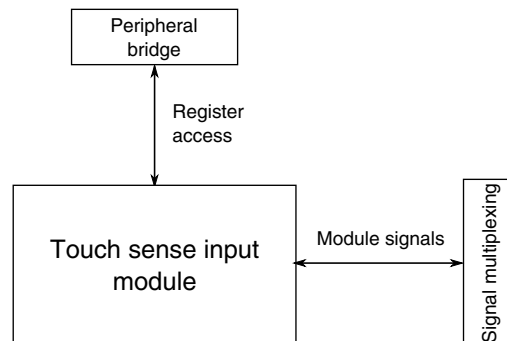 Peripheral
bridge
Register
access
Touch sense input
module
Module signals
Signal multiplexing